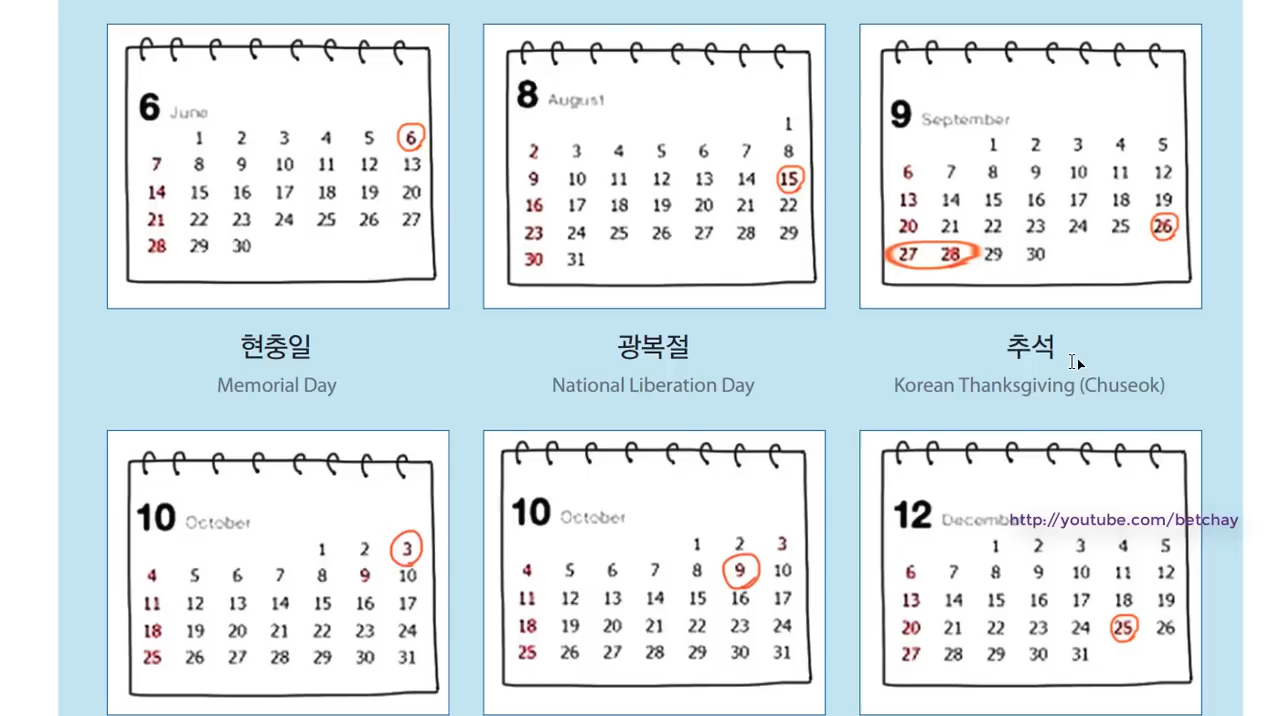 6 June
1 2 3 4 5 6
7 8 9 10 11 12 13
14 15 16 17 18 19 20
21 22 23 24 25 26 27
28 29 30
현충일
Memorial Day
8 August
1
2 3 4 5 6 7 8
9 10 11 12 13 14 15
16 17 18 19 20 21 22
23 24 25 26 27 28 29
30 31
광복절
National Liberation Day
9 September
1 2 3 4 5
6 7 8 9 10 11 12
13 14 15 16 17 18 19
20 21 22 23 24 25 26
27 28 29 30
추석
Korean Thanksgiving (Chuseok)
10 October
1 2 3
4 5 6 7 8 9 10
11 12 13 14 15 16 17
18 19 20 21 22 23 24
25 26 27 28 29 30 31
10 October
1 2 3
4 5 6 7 8 9 10
11 12 13 14 15 16 17
18 19 20 21 22 23 24
25 26 27 28 29 30 31
12 Decemb
http://youtube.com/betchay
1 2 3 4 5
6 7 8 9 10 11 12
13 14 15 16 17 18 19
20 21 22 23 24 25 26
27 28 29 30 31